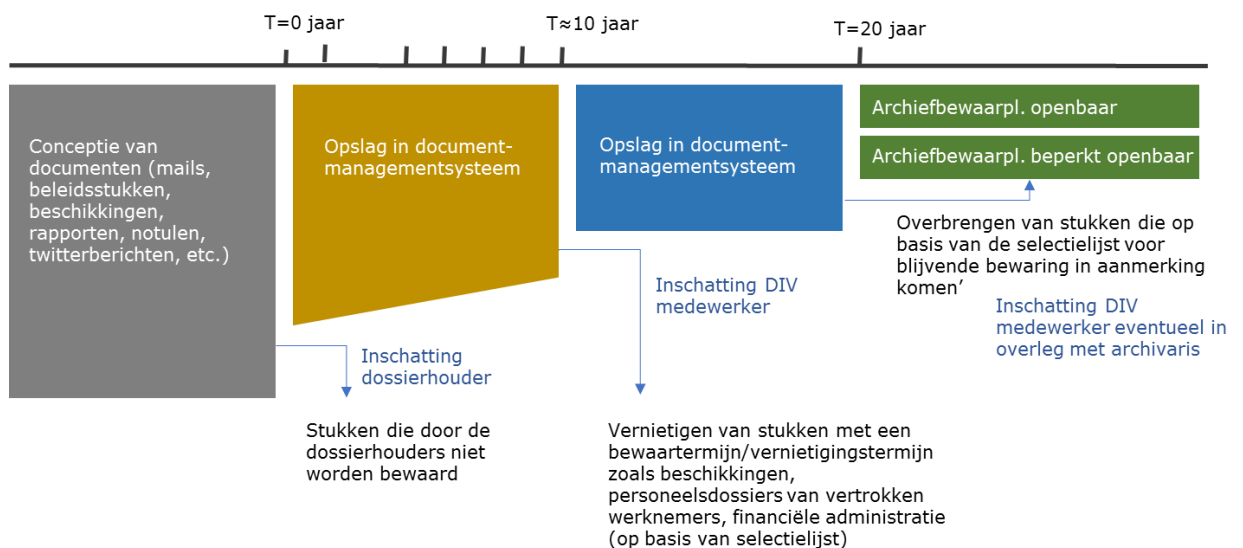 T=0 jaar
T≈10 jaar
T=20 jaar
Conceptie van
documenten (mails,
beleidsstukken,
beschikkingen,
rapporten, notulen,
twitterberichten, etc.)
Opslag in document-
managementsysteem
Opslag in document-
managementsysteem
Archiefbewaarpl. openbaar
Archiefbewaarpl. beperkt openbaar
Inschatting
dossierhouder
Stukken die door de
dossierhouders niet
worden bewaard
Inschatting DIV
medewerker
Vernietigen van stukken met een
bewaartermijn/vernietigingstermijn
zoals beschikkingen,
personeelsdossiers van vertrokken
werknemers, financiële administratie
(op basis van selectielijst)
Overbrengen van stukken die op
basis van de selectielijst voor
blijvende bewaring in aanmerking
komen’
Inschatting DIV
medewerker eventueel in
overleg met archivaris